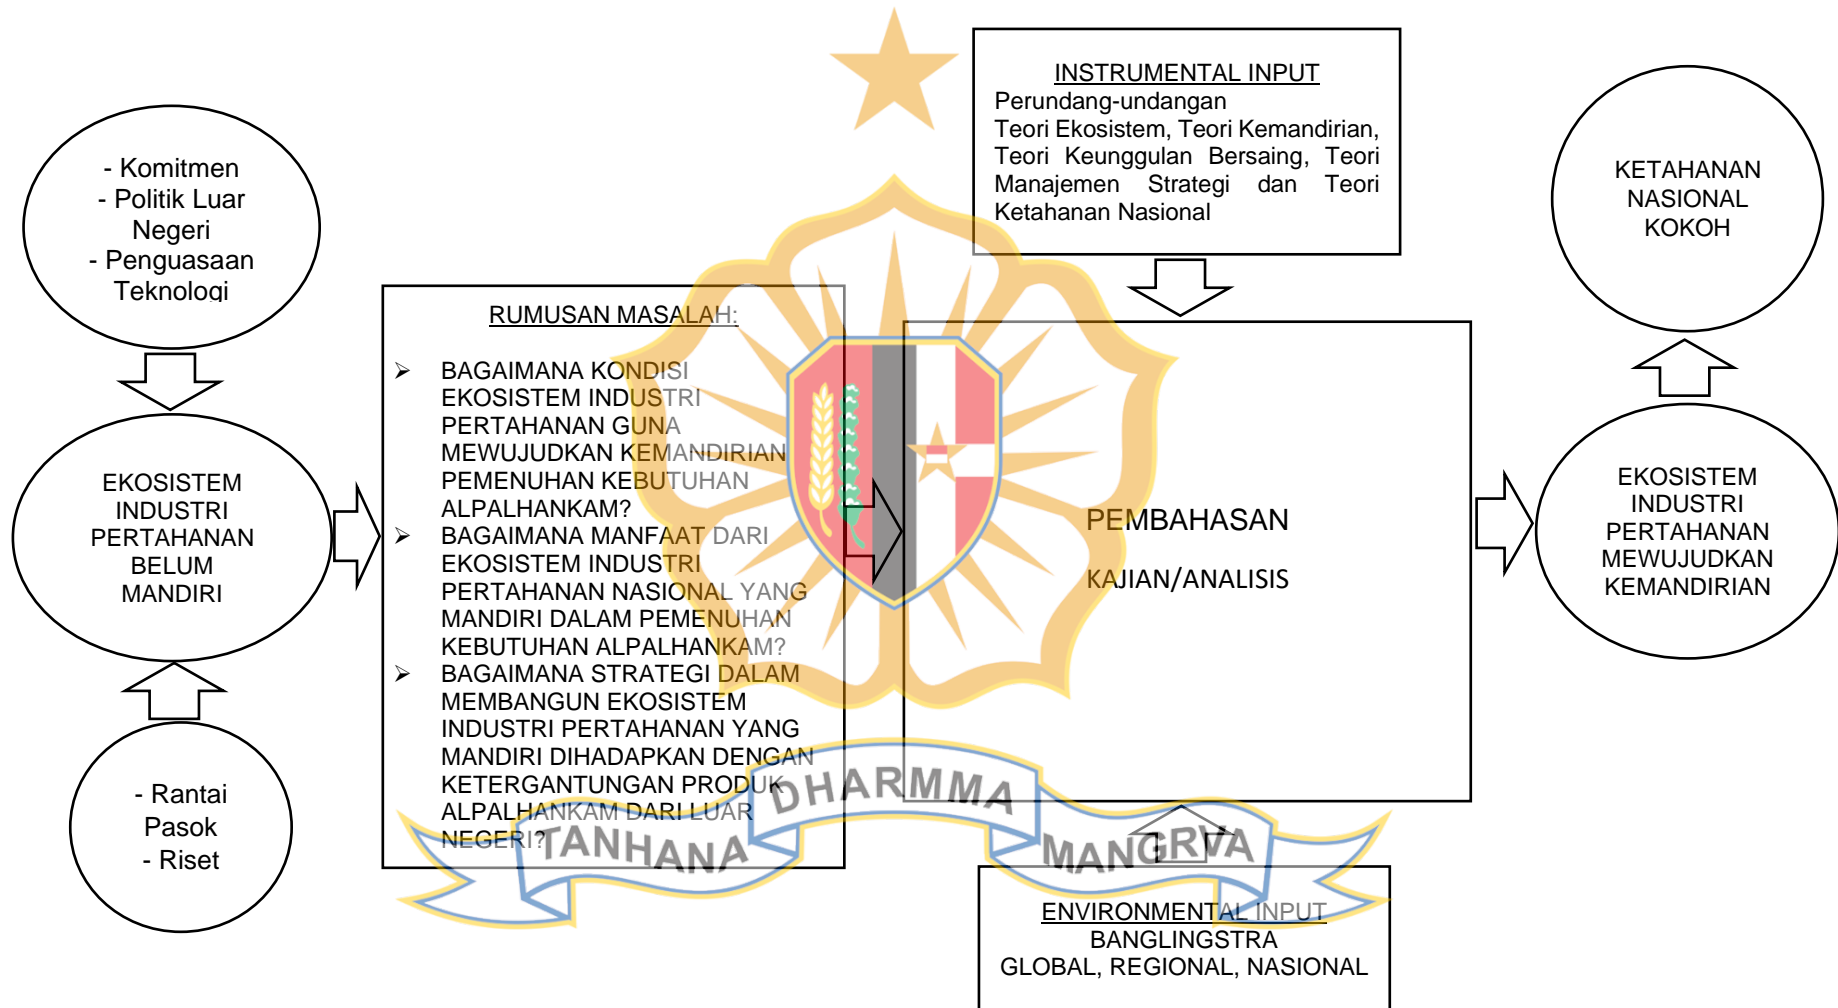 - Komitmen
- Politik Luar
Negeri
- Penguasaan
Teknologi
EKOSISTEM
INDUSTRI
PERTAHANAN
BELUM
MANDIRI
- Rantai
Pasok
- Riset
RUMUSAN MASALAH:
➢ BAGAIMANA KONDISI
EKOSISTEM INDUSTRI
PERTAHANAN GUNA
MEWUJUDKAN KEMANDIRIAN
PEMENUHAN KEBUTUHAN
ALPALHANKAM?
➢ BAGAIMANA MANFAAT DARI
EKOSISTEM INDUSTRI
PERTAHANAN NASIONAL YANG
MANDIRI DALAM PEMENUHAN
KEBUTUHAN ALPALHANKAM?
➢ BAGAIMANA STRATEGI DALAM
MEMBANGUN EKOSISTEM
INDUSTRI PERTAHANAN YANG
MANDIRI DIHADAPKAN DENGAN
KETERGANTUNGAN PRODUK
ALPALHANKAM DARI LUAR
NEGERI?
INSTRUMENTAL INPUT
Perundang-undangan
Teori Ekosistem, Teori Kemandirian,
Teori Keunggulan Bersaing, Teori
Manajemen Strategi dan Teori
Ketahanan Nasional
PEMBAHASAN
KAJIAN/ANALISIS
ENVIRONMENTAL INPUT
BANGLINGSTRA
GLOBAL, REGIONAL, NASIONAL
KETAHANAN
NASIONAL
KOKOH
EKOSISTEM
INDUSTRI
PERTAHANAN
MEWUJUDKAN
KEMANDIRIAN
TANHANA DHARMMA MANGRVA